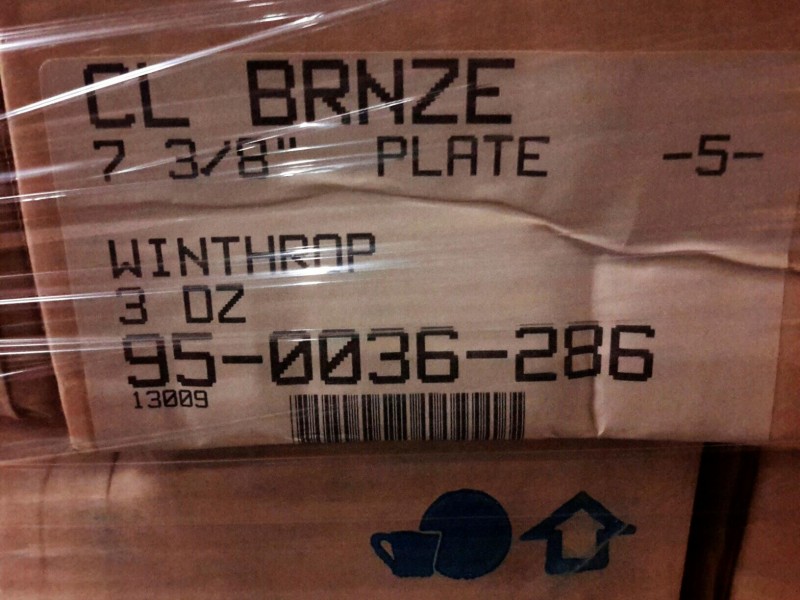 CL BRNZE
7 3/8" PLATE -5-
WINTHROP
3 DZ
95-0036-286
13009